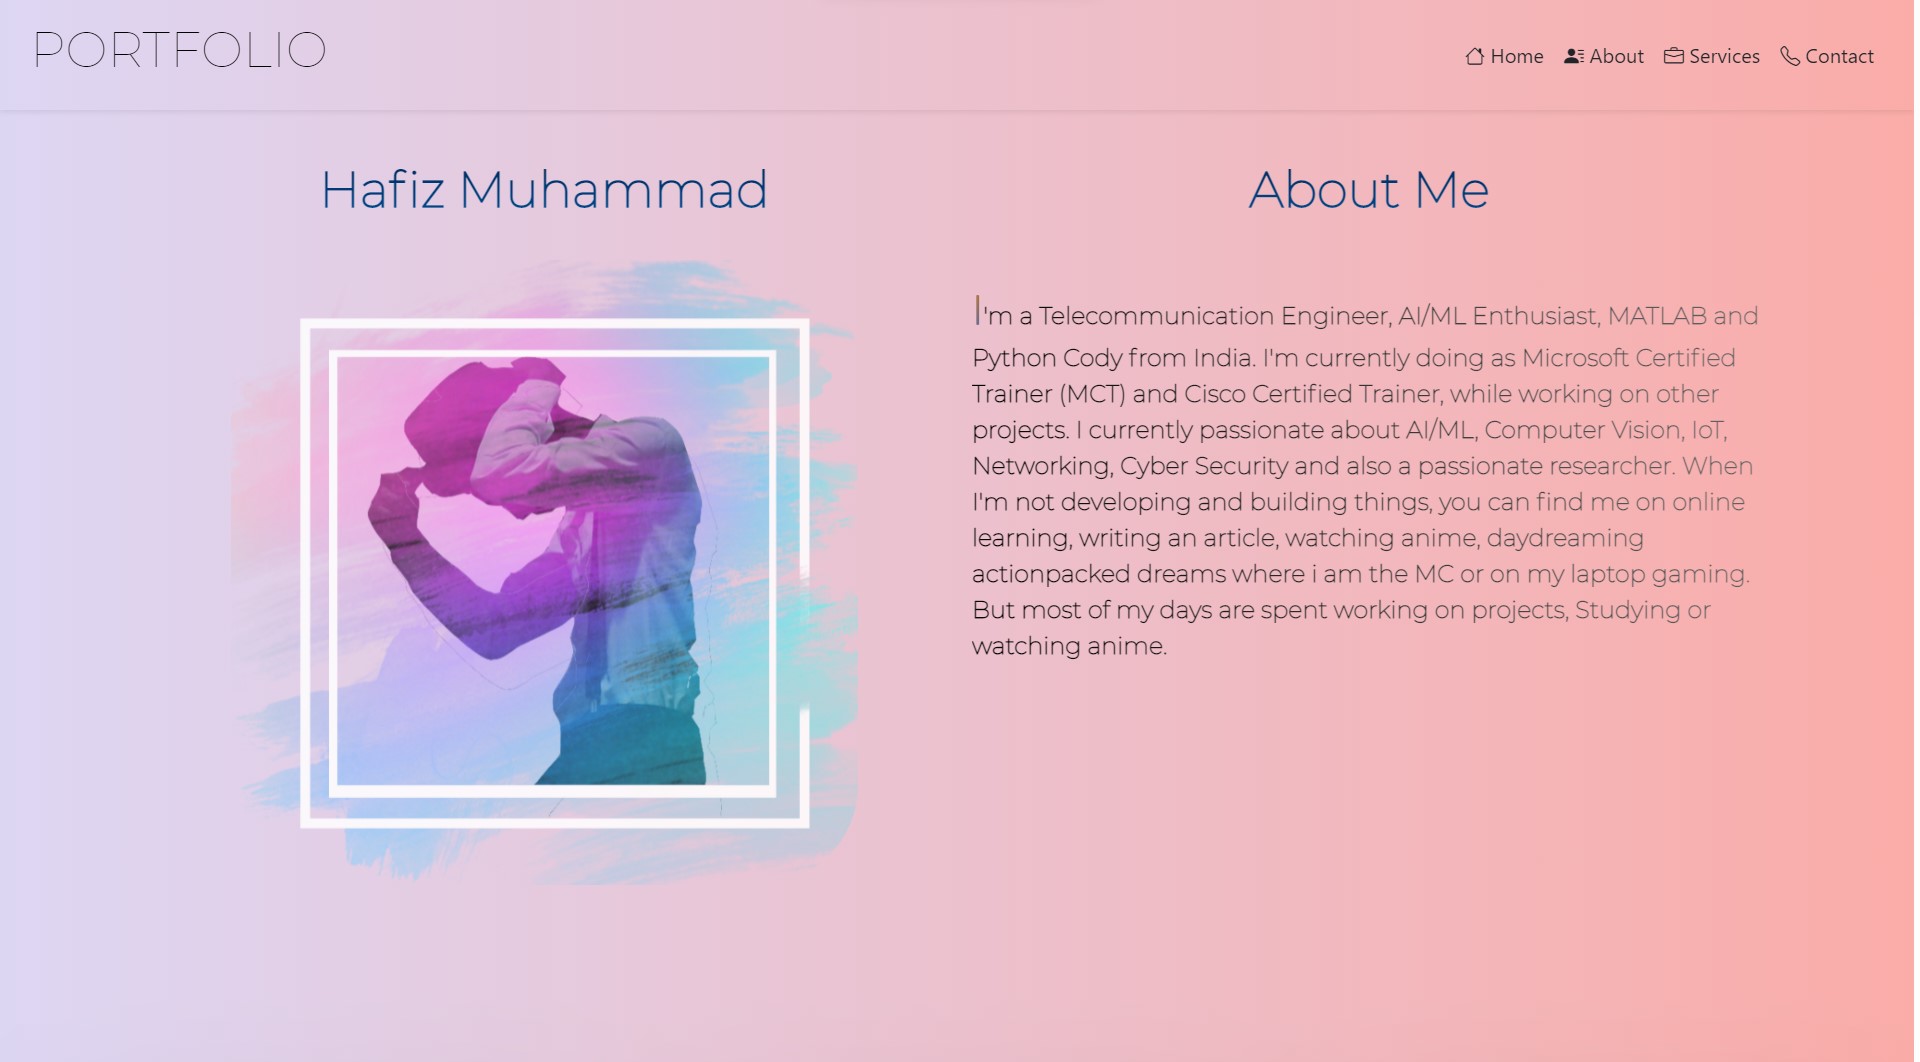 PORTFOLIO
Home About Services Contact
Hafiz Muhammad
About Me
I'm a Telecommunication Engineer, AI/ML Enthusiast, MATLAB and
Python Cody from India. I'm currently doing as Microsoft Certified
Trainer (MCT) and Cisco Certified Trainer, while working on other
projects. I currently passionate about AI/ML, Computer Vision, IoT,
Networking, Cyber Security and also a passionate researcher. When
I'm not developing and building things, you can find me on online
learning, writing an article, watching anime, daydreaming
actionpacked dreams where i am the MC or on my laptop gaming.
But most of my days are spent working on projects, Studying or
watching anime.